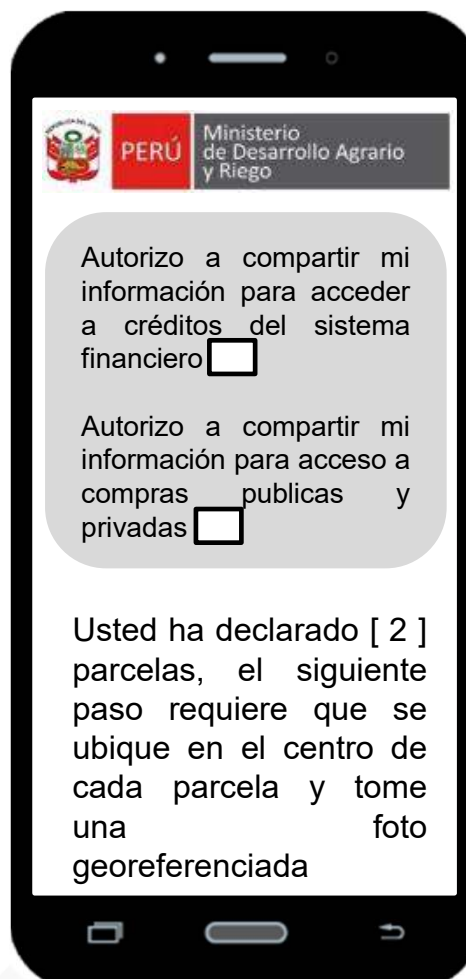 PERÚ
Ministerio
de Desarrollo Agrario
y Riego
Autorizo a compartir mi
información para acceder
a créditos del sistema
financiero
Autorizo a compartir mi
información para acceso a
compras publicas y
privadas
Usted ha declarado [ 2 ]
parcelas, el siguiente
paso requiere que se
ubique en el centro de
cada parcela y tome
una foto
georeferenciada